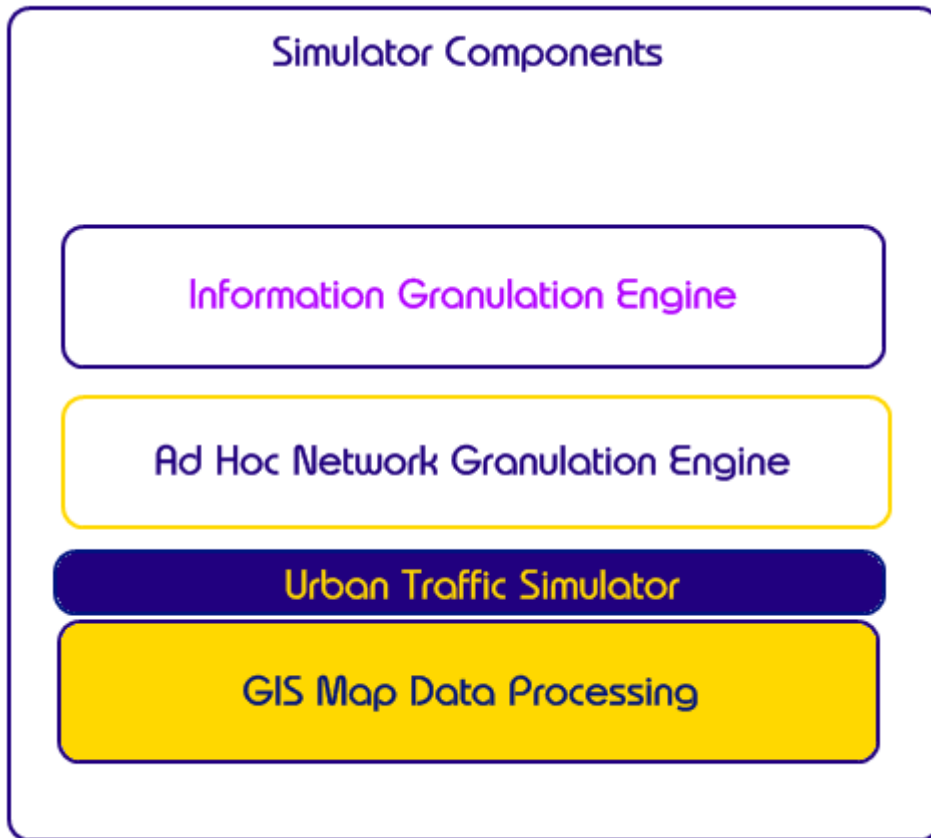 Simulator Components
Information Granulation Engine
Ad Hoc Network Granulation Engine
Urban Traffic Simulator
GIS Map Data Processing